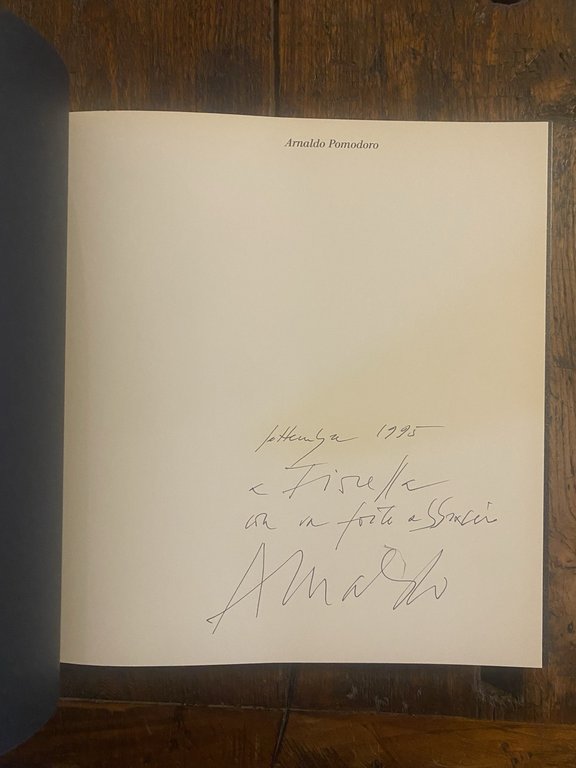 Arnaldo Pomodoro
settembre 1995
a Fiorella
con un forte abbraccio
Arnaldo